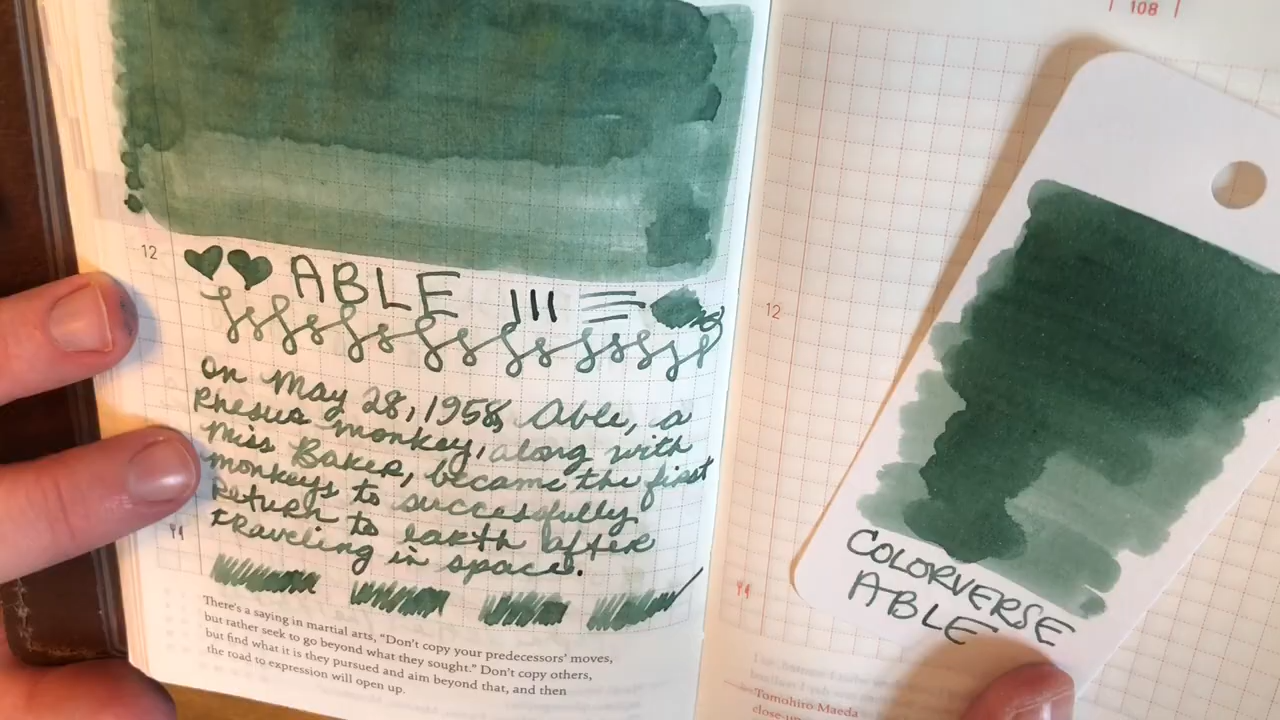 108
12
ABLE
On May 28, 1958, Able, a
Rhesus monkey, along with
Miss Baker, became the first
monkeys to successfully
return to earth after
traveling in space.
There's a saying in martial arts, "Don't copy your predecessors' moves,
but rather seek to go beyond what they sought." Don't copy others,
but find what it is they pursued and aim beyond that, and then
the road to expression will open up.
12
COLORVERSE
ABLE
Tomohiro Maeda
close-up